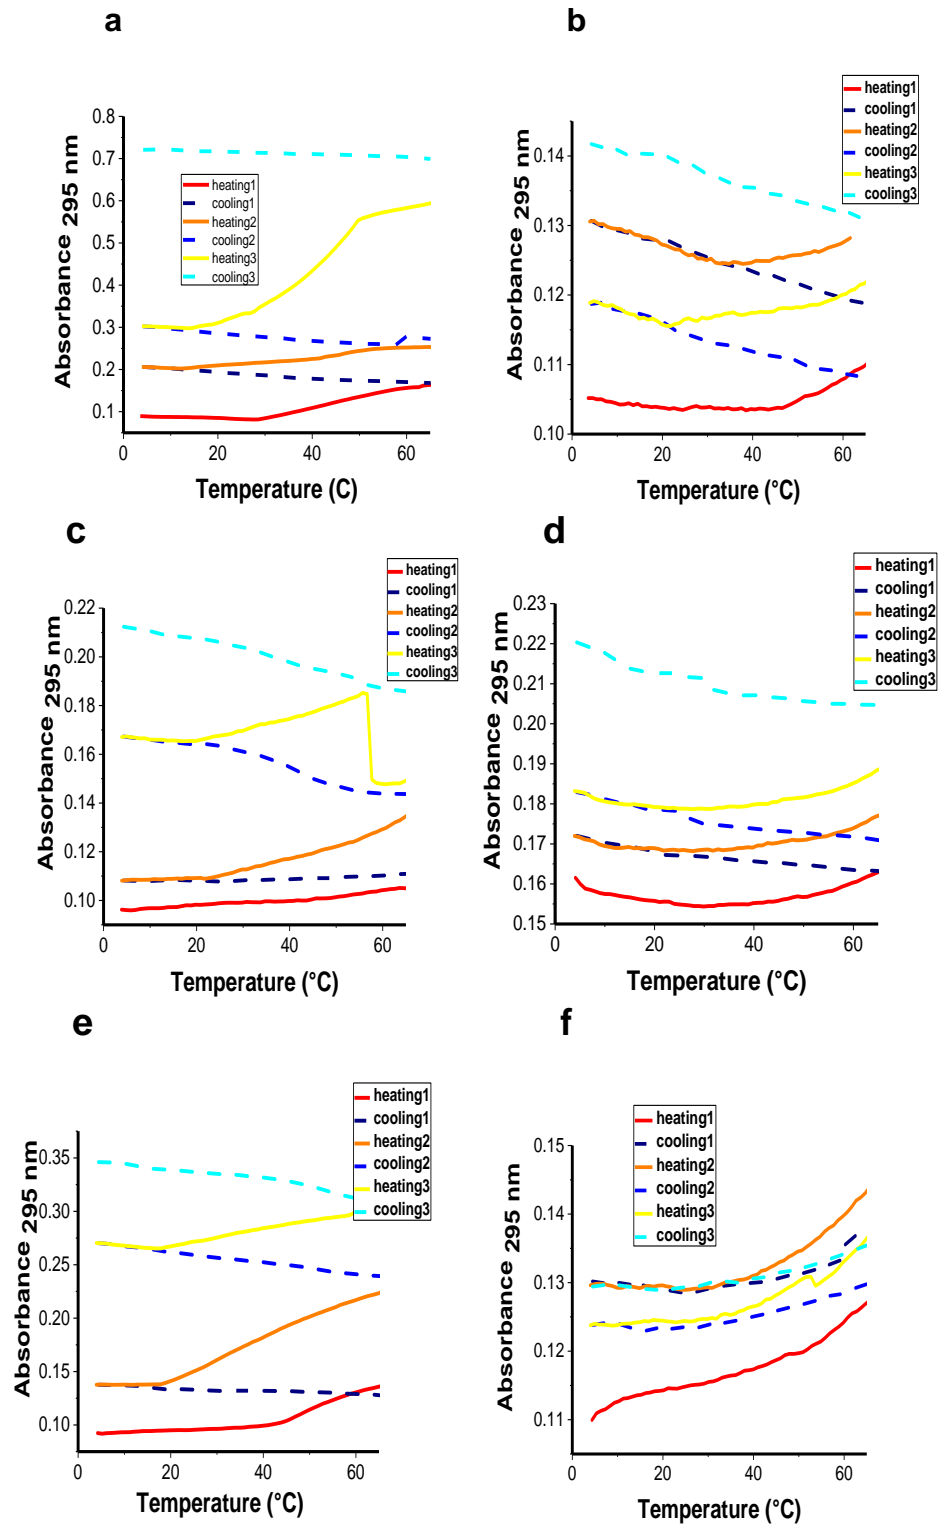 a
heating1
cooling1
heating2
cooling2
heating3
cooling3
0.8
0.7
0.6
0.5
0.4
0.3
0.2
0.1
0 20 40 60
Absorbance 295 nm
Temperature (C)
b
heating1
cooling1
heating2
cooling2
heating3
cooling3
0.14
0.13
0.12
0.11
0.10
0 20 40 60
Absorbance 295 nm
Temperature (°C)
c
heating1
cooling1
heating2
cooling2
heating3
cooling3
0.22
0.20
0.18
0.16
0.14
0.12
0.10
0 20 40 60
Absorbance 295 nm
Temperature (°C)
d
heating1
cooling1
heating2
cooling2
heating3
cooling3
0.23
0.22
0.21
0.20
0.19
0.18
0.17
0.16
0.15
0 20 40 60
Absorbance 295 nm
Temperature (°C)
e
heating1
cooling1
heating2
cooling2
heating3
cooling3
0.35
0.30
0.25
0.20
0.15
0.10
0 20 40 60
Absorbance 295 nm
Temperature (°C)
f
heating1
cooling1
heating2
cooling2
heating3
cooling3
0.15
0.14
0.13
0.12
0.11
0 20 40 60
Absorbance 295 nm
Temperature (°C)